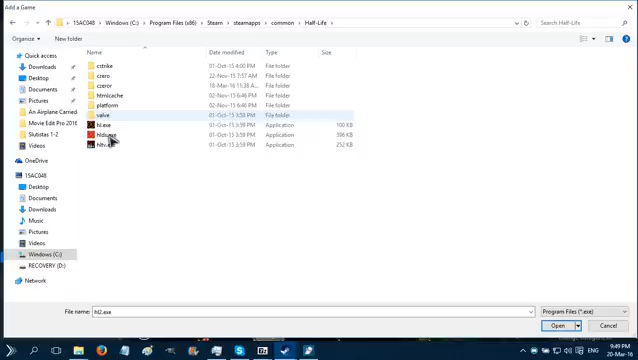 Add a Game
15AC048 › Windows (C:) › Program Files (x86) › Steam › steamapps › common › Half-Life ›
Search Half-Life
Organize
New folder
Name
Date modified
Type
Size
Quick access
Downloads
Desktop
Documents
Pictures
An Airplane Carried
Movie Edit Pro 2016
Slutistas 1-2
Videos
OneDrive
15AC048
Desktop
Documents
Downloads
Music
Pictures
Videos
Windows (C:)
RECOVERY (D:)
Network
cstrike 01-Oct-15 4:00 PM File folder
czero 22-Nov-15 7:57 AM File folder
czeror 18-Mar-16 11:38 A... File folder
htmlcache 02-Nov-15 6:46 PM File folder
platform 02-Nov-15 6:46 PM File folder
valve 01-Oct-15 3:59 PM File folder
hl.exe 01-Oct-15 3:59 PM Application 100 KB
hlds.exe 01-Oct-15 3:59 PM Application 396 KB
01-Oct-15 3:59 PM Application 252 KB
File name: hl2.exe
Program Files (*.exe)
Open
Cancel
ENG
9:49 PM
20-Mar-16